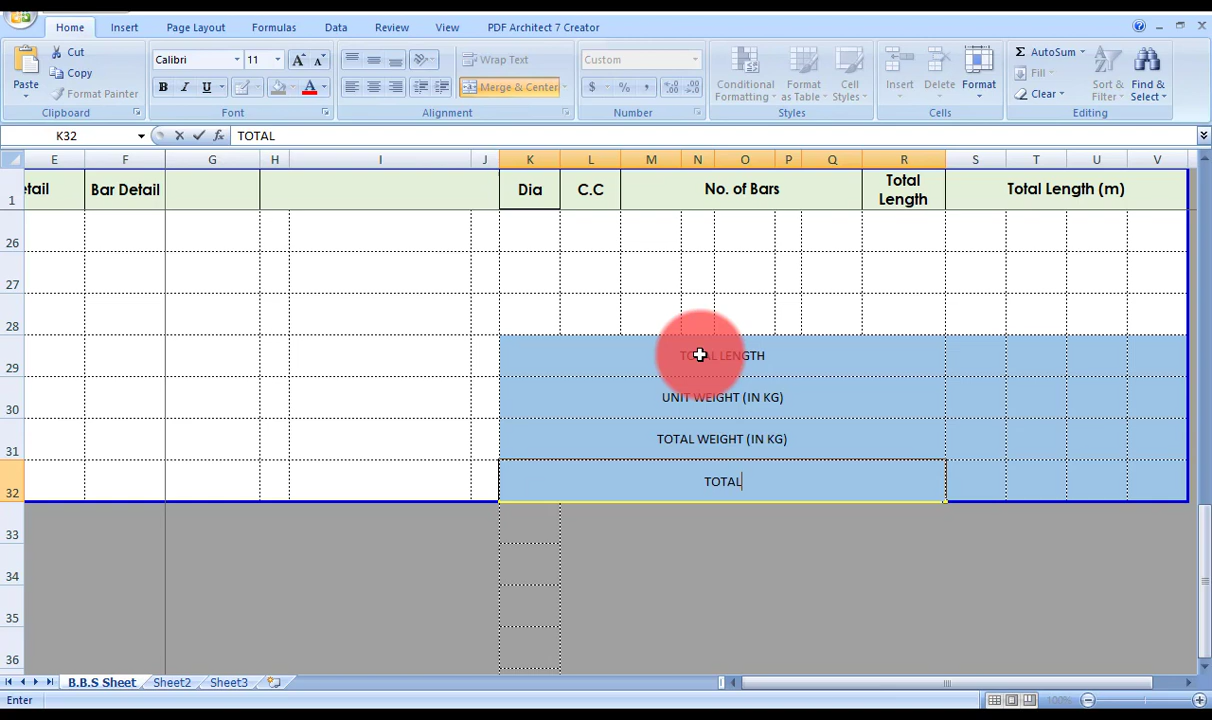 Home Insert Page Layout Formulas Data Review View PDF Architect 7 Creator
Paste
Cut
Copy
Format Painter
Clipboard
Calibri 11
B I U
Font
Wrap Text
Merge & Center
Alignment
Custom
$ % ,
Number
Conditional Formatting
Format as Table
Cell Styles
Styles
Insert Delete Format
Cells
Σ AutoSum
Fill
Clear
Sort & Filter
Find & Select
Editing
K32 fx TOTAL
E F G H I J K L M N O P Q R S T U V
1 Bar Detail Dia C.C No. of Bars Total Length Total Length (m)
26
27
28
29 LENGTH
30 UNIT WEIGHT (IN KG)
31 TOTAL WEIGHT (IN KG)
32 TOTAL
33
34
35
36
B.B.S Sheet Sheet2 Sheet3
Enter 100%